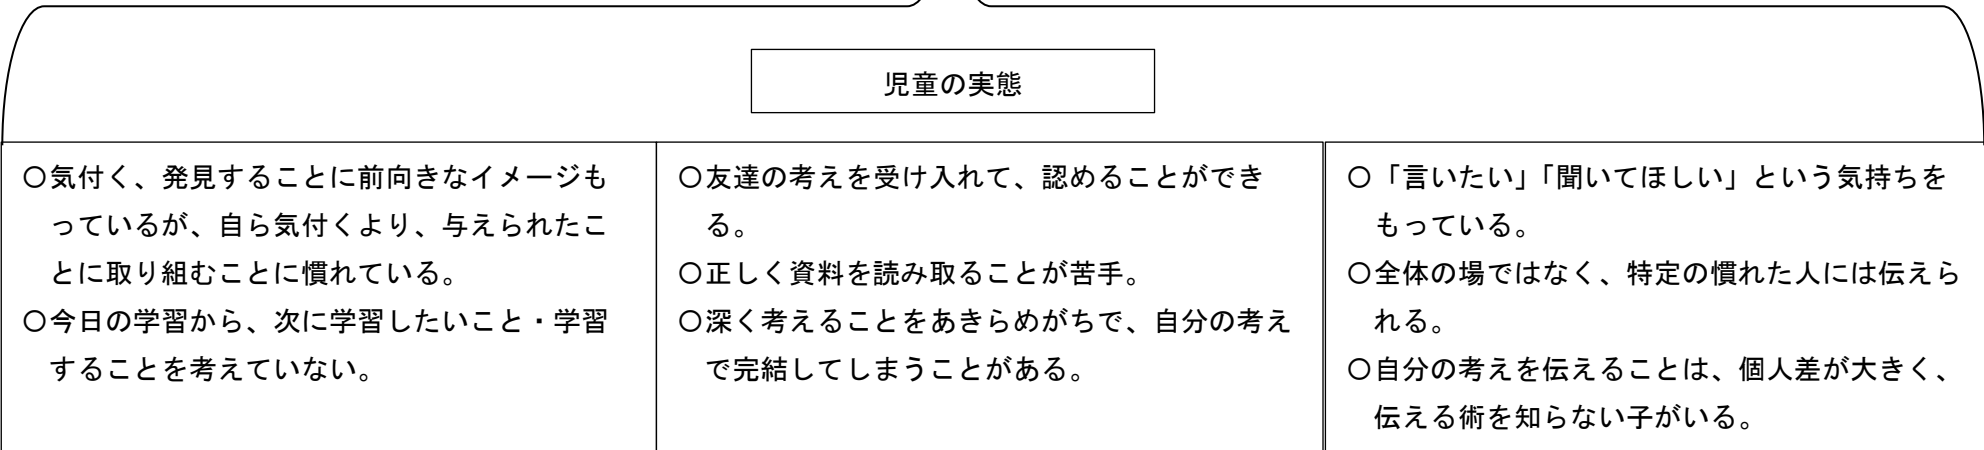 児童の実態
〇気付く、発見することに前向きなイメージも
っているが、自ら気付くより、与えられたこ
とに取り組むことに慣れている。
〇今日の学習から、次に学習したいこと・学習
することを考えていない。
〇友達の考えを受け入れて、認めることができ
る。
〇正しく資料を読み取ることが苦手。
〇深く考えることをあきらめがちで、自分の考え
で完結してしまうことがある。
〇「言いたい」「聞いてほしい」という気持ちを
もっている。
〇全体の場ではなく、特定の慣れた人には伝えら
れる。
〇自分の考えを伝えることは、個人差が大きく、
伝える術を知らない子がいる。